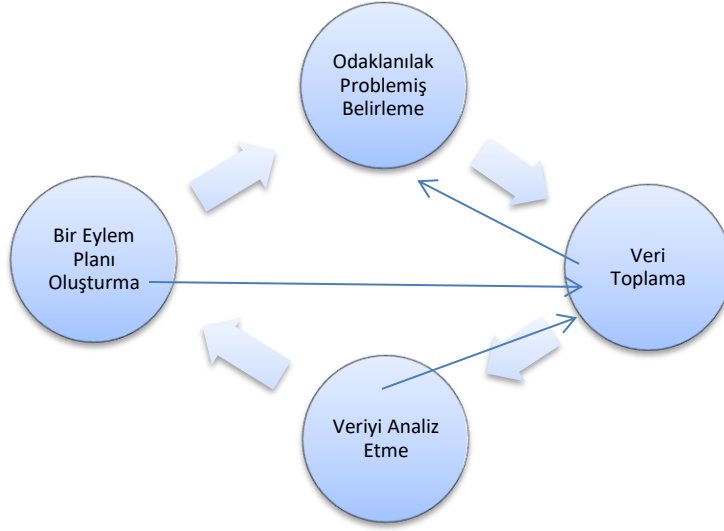 Odaklanılak
Problemiş
Belirleme
Bir Eylem
Planı
Oluşturma
Veri
Toplama
Veriyi Analiz
Etme